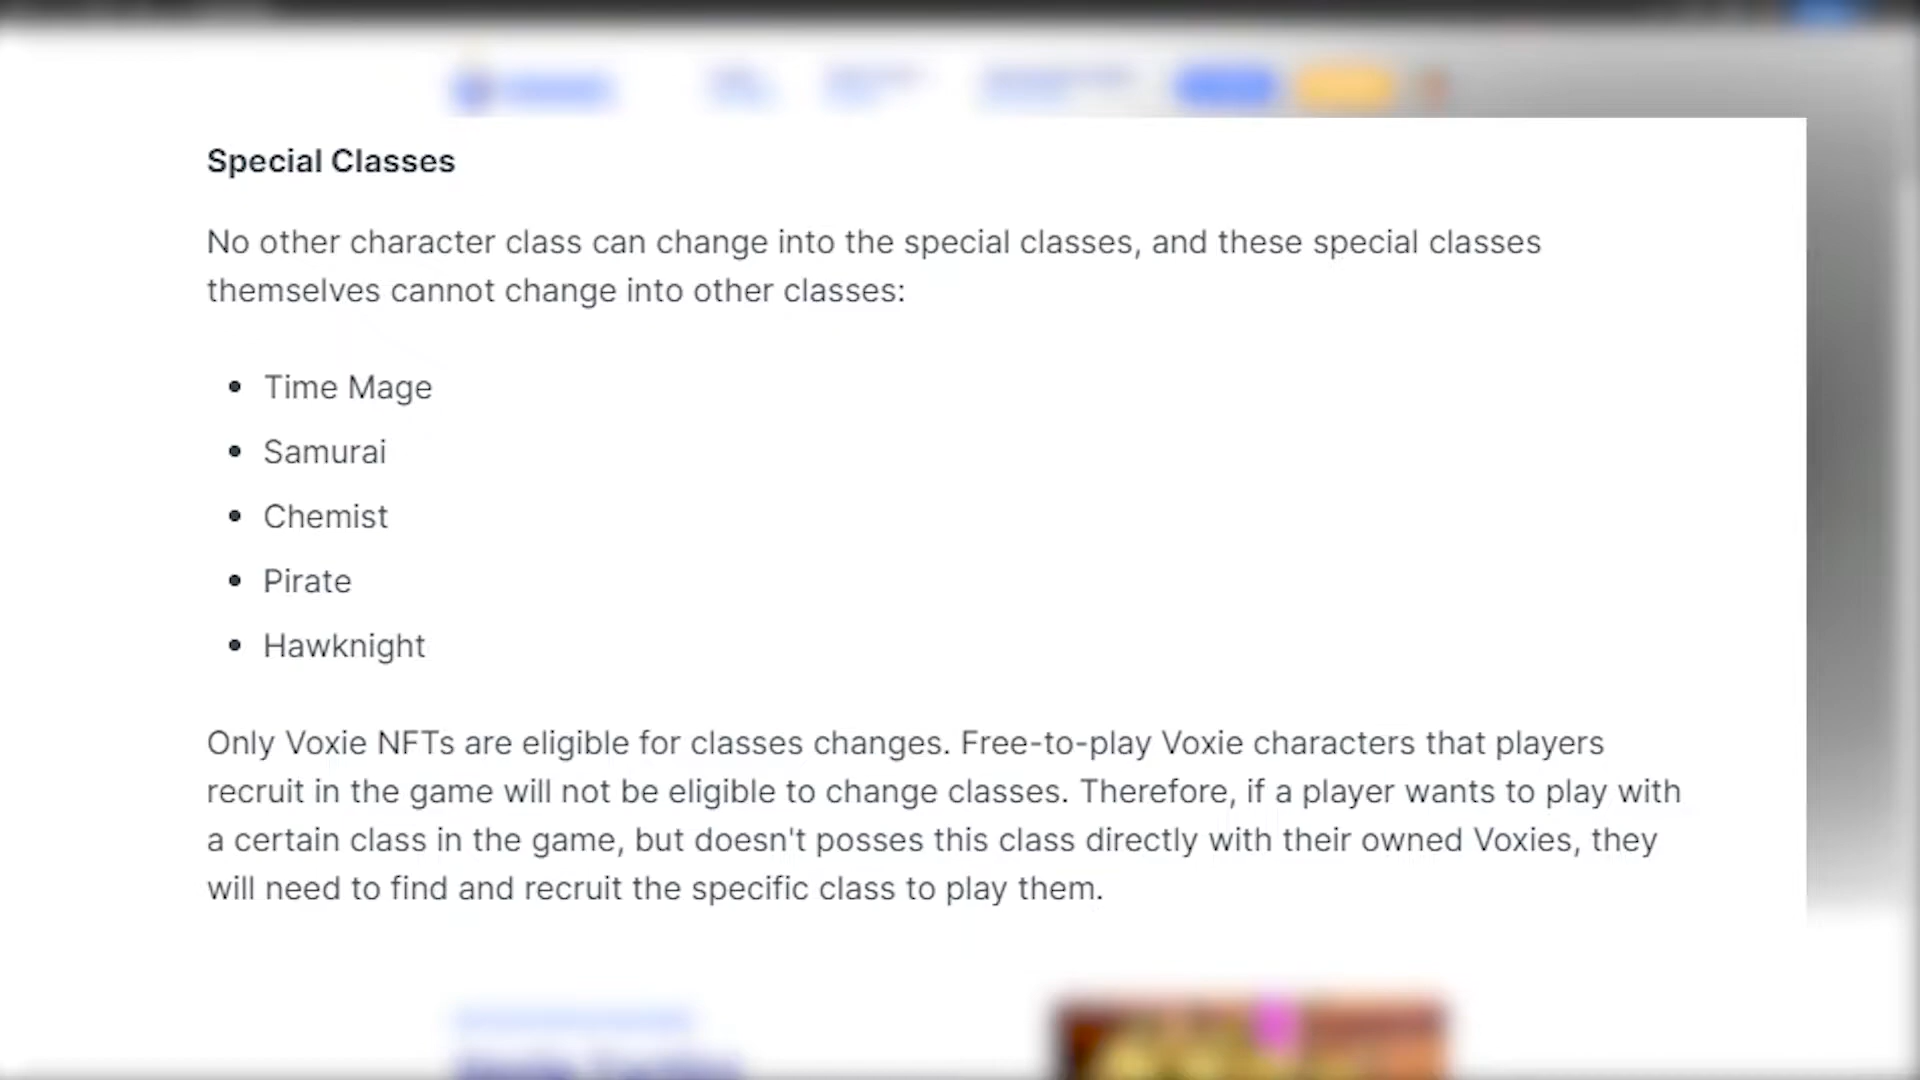 Special Classes
No other character class can change into the special classes, and these special classes
themselves cannot change into other classes:
• Time Mage
• Samurai
• Chemist
• Pirate
• Hawknight
Only Voxie NFTs are eligible for classes changes. Free-to-play Voxie characters that players
recruit in the game will not be eligible to change classes. Therefore, if a player wants to play with
a certain class in the game, but doesn't posses this class directly with their owned Voxies, they
will need to find and recruit the specific class to play them.